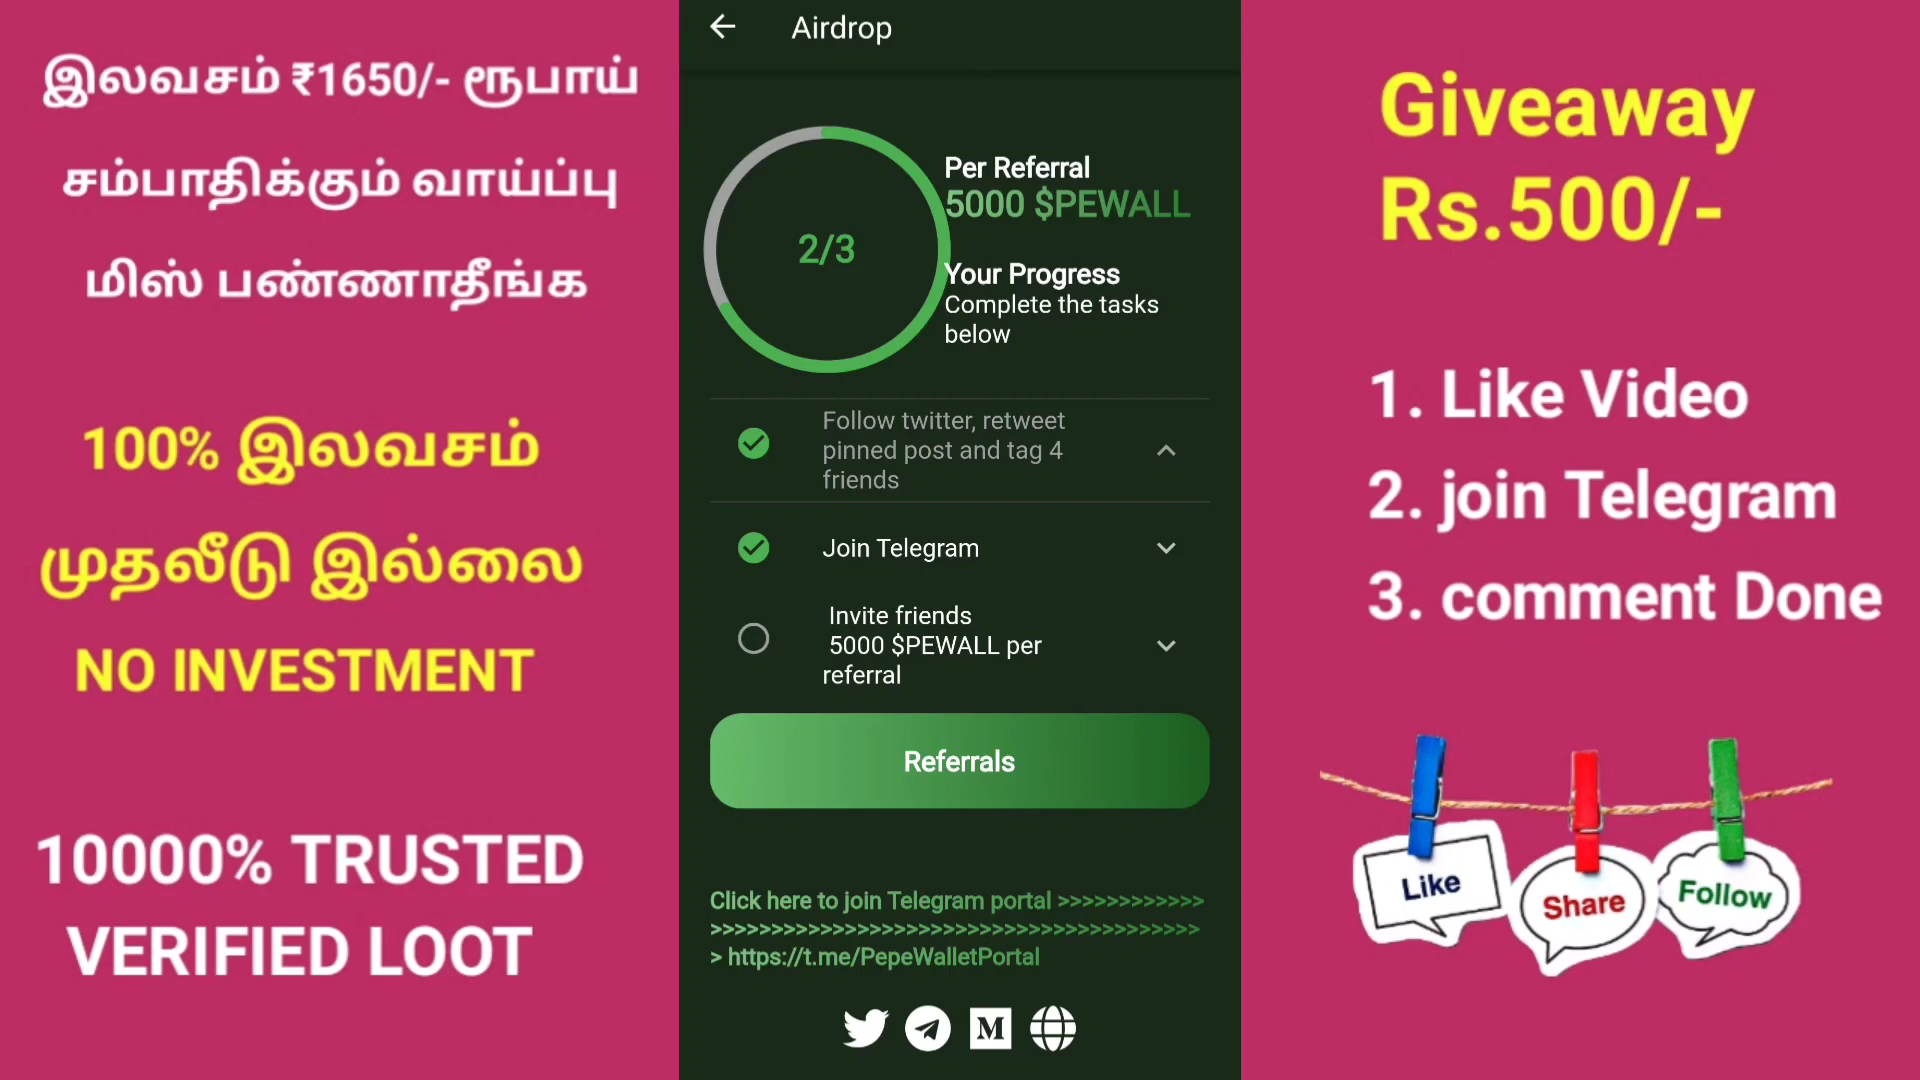 இலவசம் ₹1650/- ரூபாய்
சம்பாதிக்கும் வாய்ப்பு
மிஸ் பண்ணாதீங்க
100% இலவசம்
முதலீடு இல்லை
NO INVESTMENT
10000% TRUSTED
VERIFIED LOOT
Airdrop
2/3
Per Referral
5000 $PEWALL
Your Progress
Complete the tasks
below
Follow twitter, retweet
pinned post and tag 4
friends
Join Telegram
Invite friends
5000 $PEWALL per
referral
Referrals
Click here to join Telegram portal >>>>>>>>>>>>
>>>>>>>>>>>>>>>>>>>>>>>>>>>>>>>>>>>>>>>>
> https://t.me/PepeWalletPortal
M
Giveaway
Rs.500/-
1. Like Video
2. join Telegram
3. comment Done
Like
Share
Follow